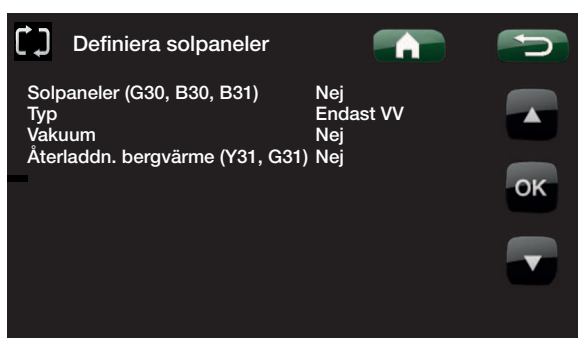 Definiera solpaneler
Solpaneler (G30, B30, B31) Nej
Typ Endast VV
Vakuum Nej
Återladdn. bergvärme (Y31, G31) Nej
OK